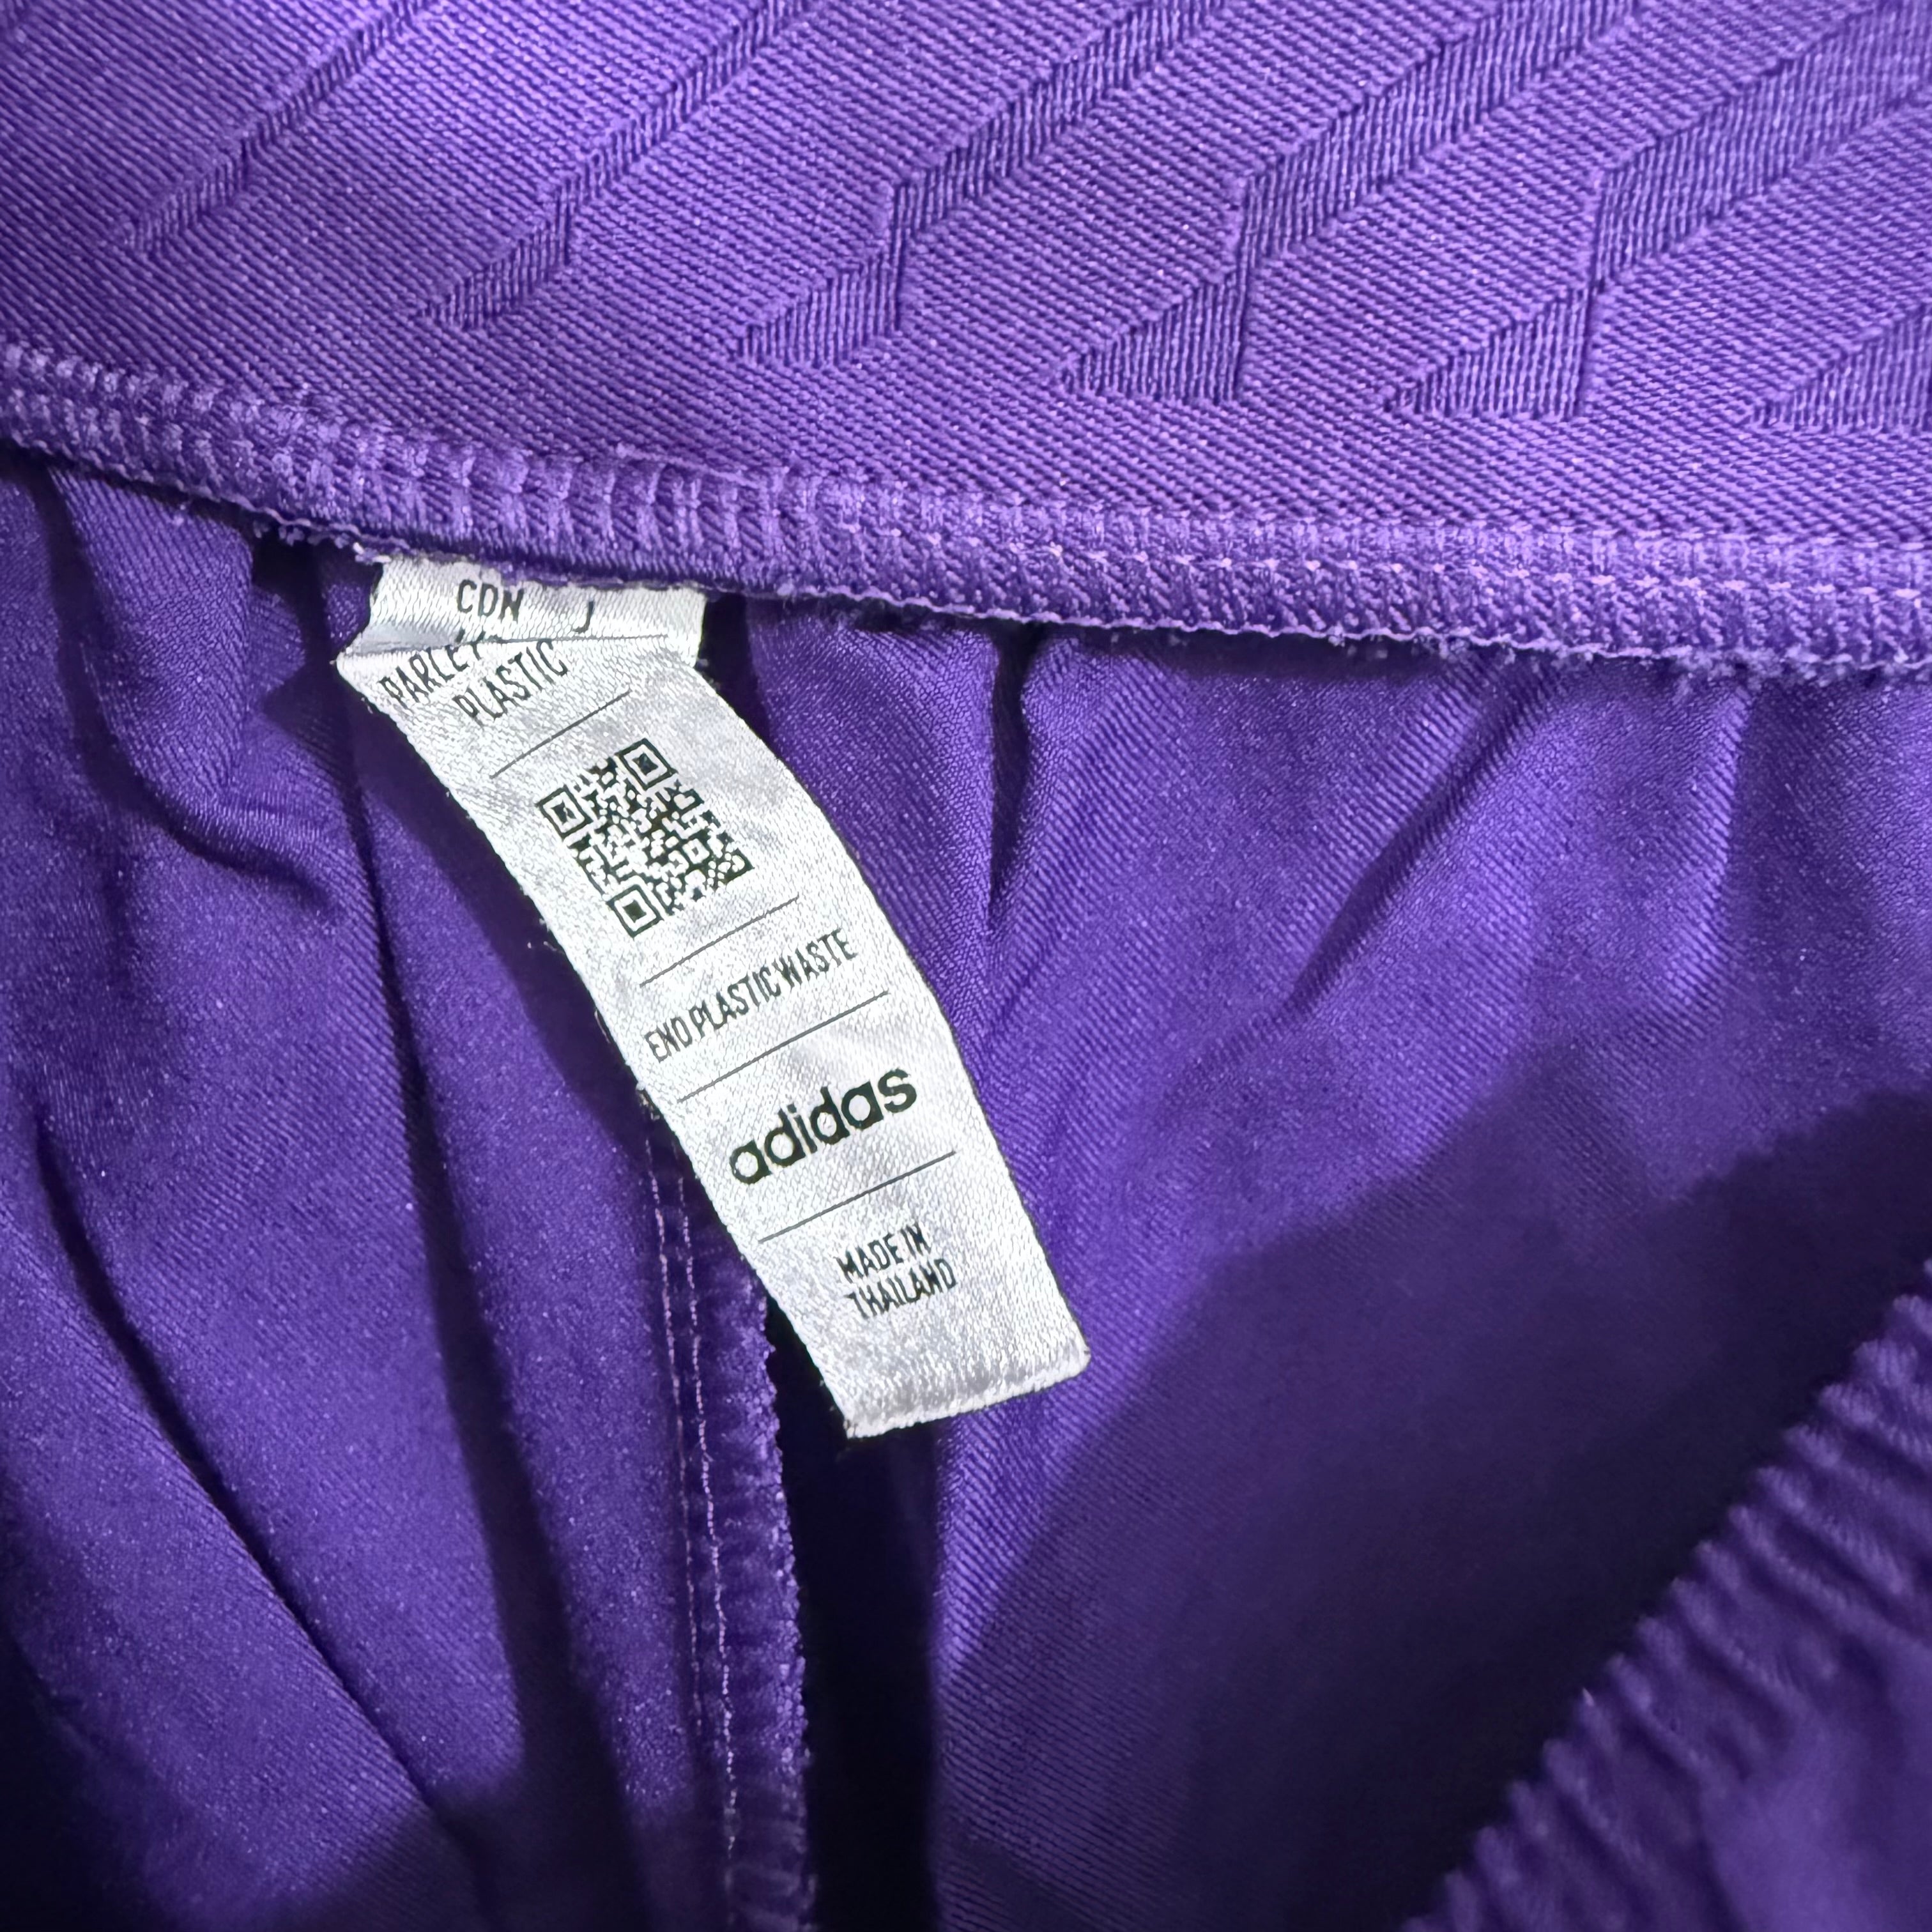 CDN J
PARLEY
PLASTIC
END PLASTIC WASTE
adidas
MADE IN
THAILAND